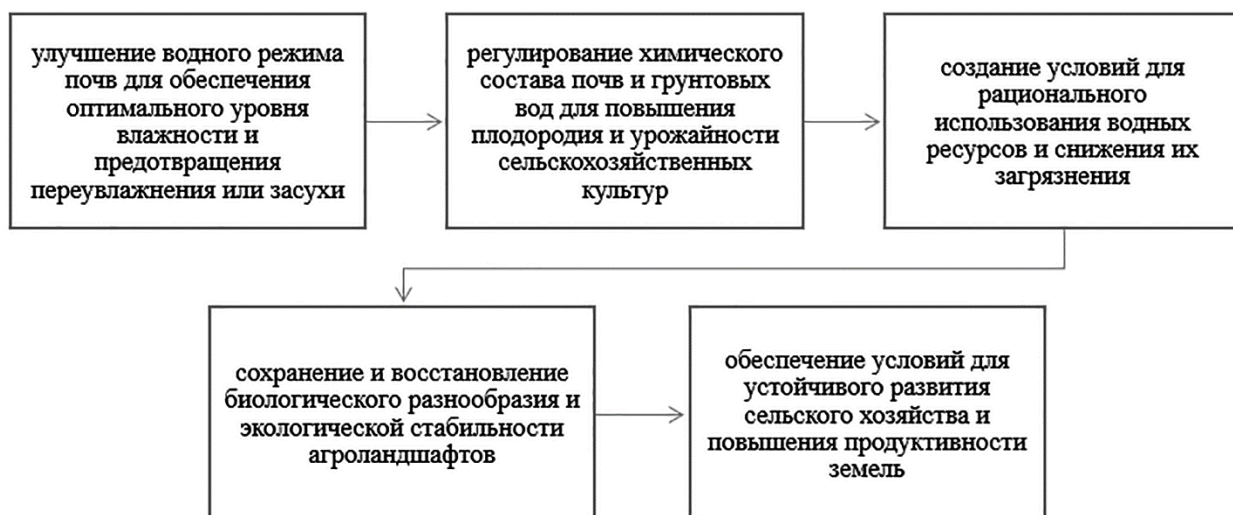 улучшение водного режима
почв для обеспечения
оптимального уровня
влажности и
предотвращения
переувлажнения или засухи
регулирование химического
состава почв и грунтовых
вод для повышения
плодородия и урожайности
сельскохозяйственных
культур
создание условий для
рационального
использования водных
ресурсов и снижения их
загрязнения
сохранение и восстановление
биологического разнообразия и
экологической стабильности
агроландшафтов
обеспечение условий для
устойчивого развития
сельского хозяйства и
повышения продуктивности
земель